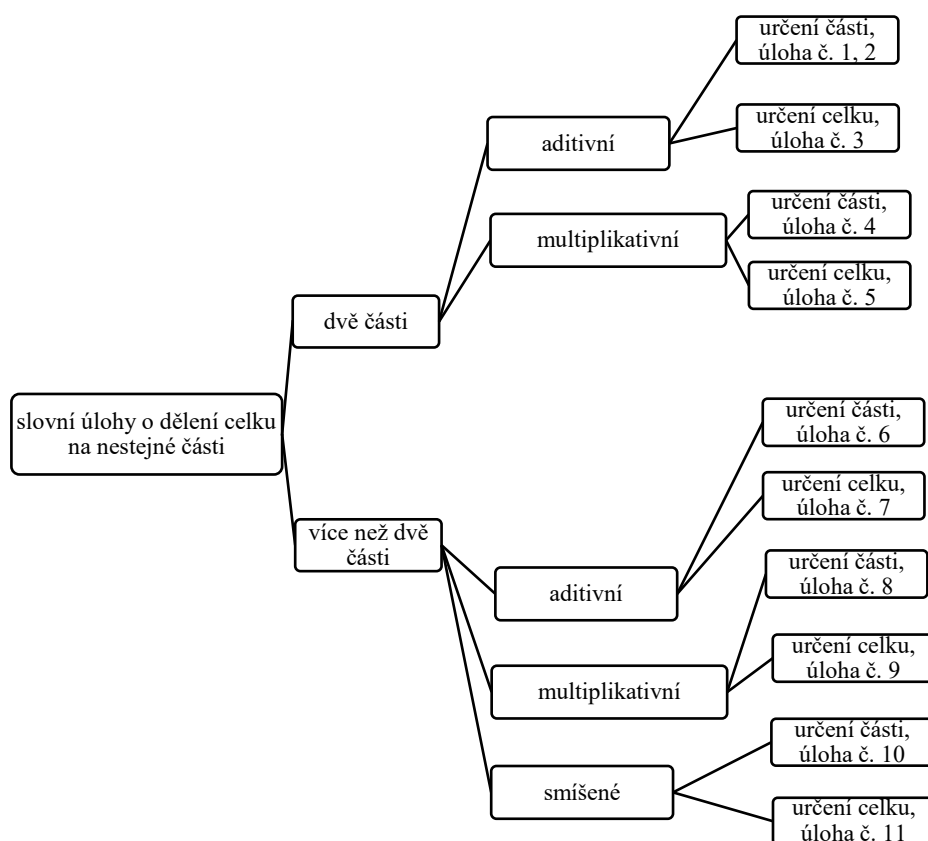 určení části,
úloha č. 1, 2
určení celku,
úloha č. 3
aditivní
určení části,
úloha č. 4
multiplikativní
určení celku,
úloha č. 5
dvě části
slovní úlohy o dělení celku
na nestejné části
určení části,
úloha č. 6
určení celku,
úloha č. 7
více než dvě
části
aditivní
určení části,
úloha č. 8
určení celku,
úloha č. 9
multiplikativní
určení části,
úloha č. 10
smíšené
určení celku,
úloha č. 11